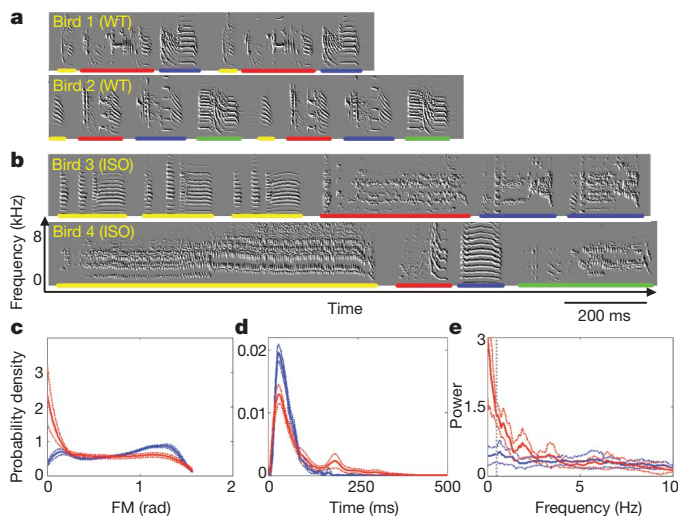 a
Bird 1 (WT)
Bird 2 (WT)
b
Bird 3 (ISO)
Bird 4 (ISO)
Frequency (kHz)
8
0
Time
200 ms
c
Probability density
3
2
1
0
0 1 2
FM (rad)
d
0.02
0.01
0
0 250 500
Time (ms)
e
Power
3
1.5
0
0 5 10
Frequency (Hz)